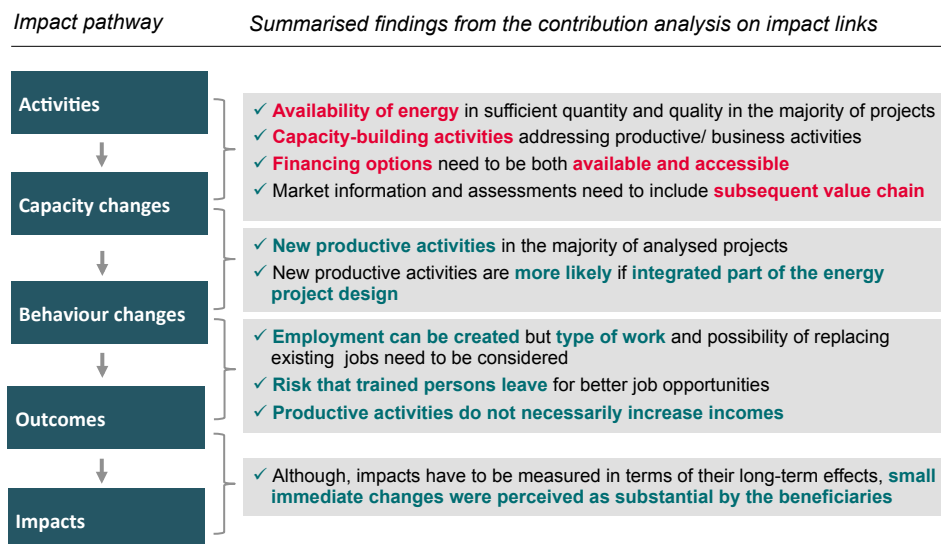 Impact pathway
Summarised findings from the contribution analysis on impact links
Activities
✓ Availability of energy in sufficient quantity and quality in the majority of projects
✓ Capacity-building activities addressing productive/ business activities
✓ Financing options need to be both available and accessible
✓ Market information and assessments need to include subsequent value chain
Capacity changes
✓ New productive activities in the majority of analysed projects
✓ New productive activities are more likely if integrated part of the energy
project design
Behaviour changes
✓ Employment can be created but type of work and possibility of replacing
existing jobs need to be considered
✓ Risk that trained persons leave for better job opportunities
✓ Productive activities do not necessarily increase incomes
Outcomes
✓ Although, impacts have to be measured in terms of their long-term effects, small
immediate changes were perceived as substantial by the beneficiaries
Impacts